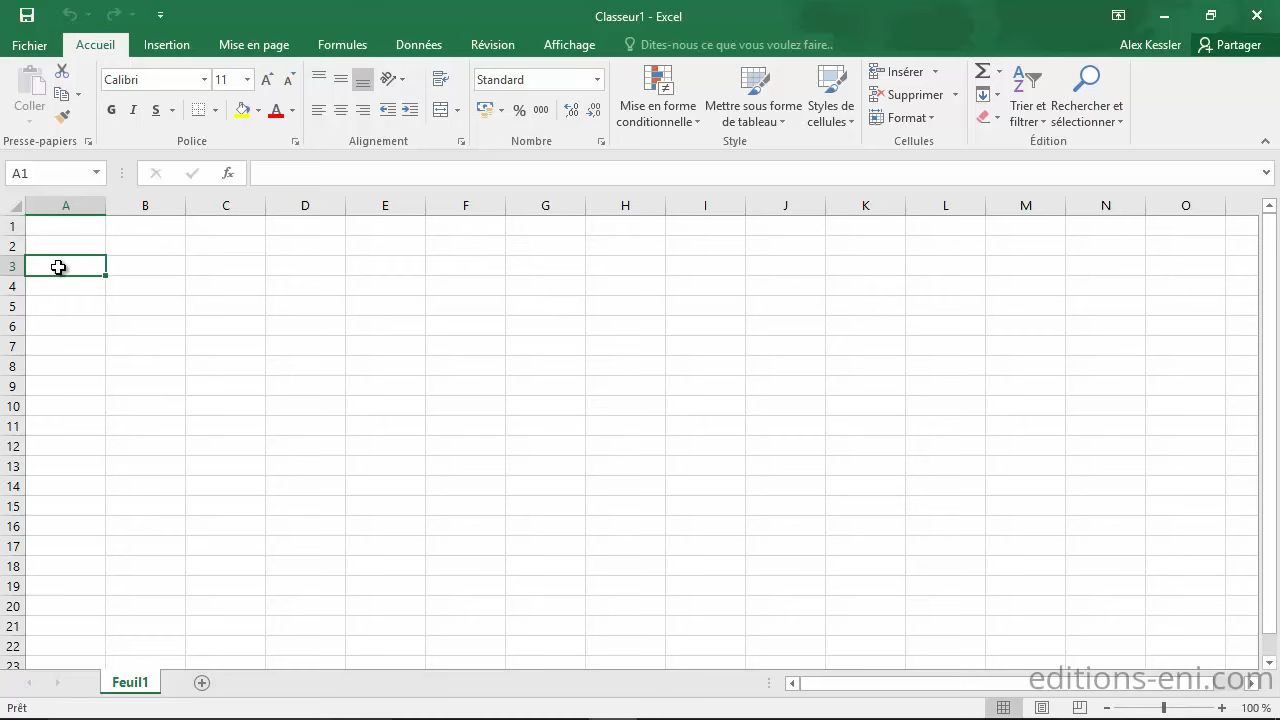 Classeur1 - Excel
Fichier Accueil Insertion Mise en page Formules Données Révision Affichage Dites-nous ce que vous voulez faire.. Alex Kessler Partager
Coller
Calibri 11
G I S
Standard
% 000
Mise en forme conditionnelle
Mettre sous forme de tableau
Styles de cellules
Insérer
Supprimer
Format
Σ
A Z
Trier et filtrer
Rechercher et sélectionner
Presse-papiers Police Alignement Nombre Style Cellules Édition
A1 fx
A B C D E F G H I J K L M N O
1
2
3
4
5
6
7
8
9
10
11
12
13
14
15
16
17
18
19
20
21
22
23
Feuil1
editions-eni.com
Prêt 100 %